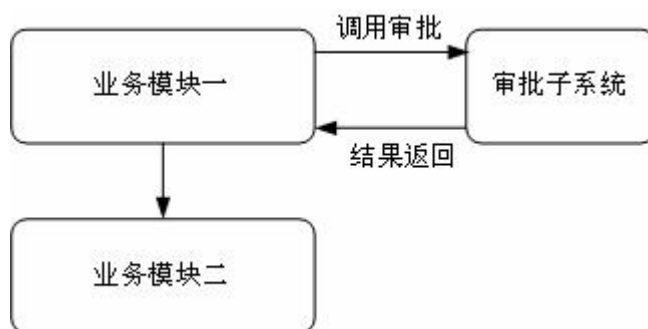 调用审批
业务模块一
审批子系统
结果返回
业务模块二